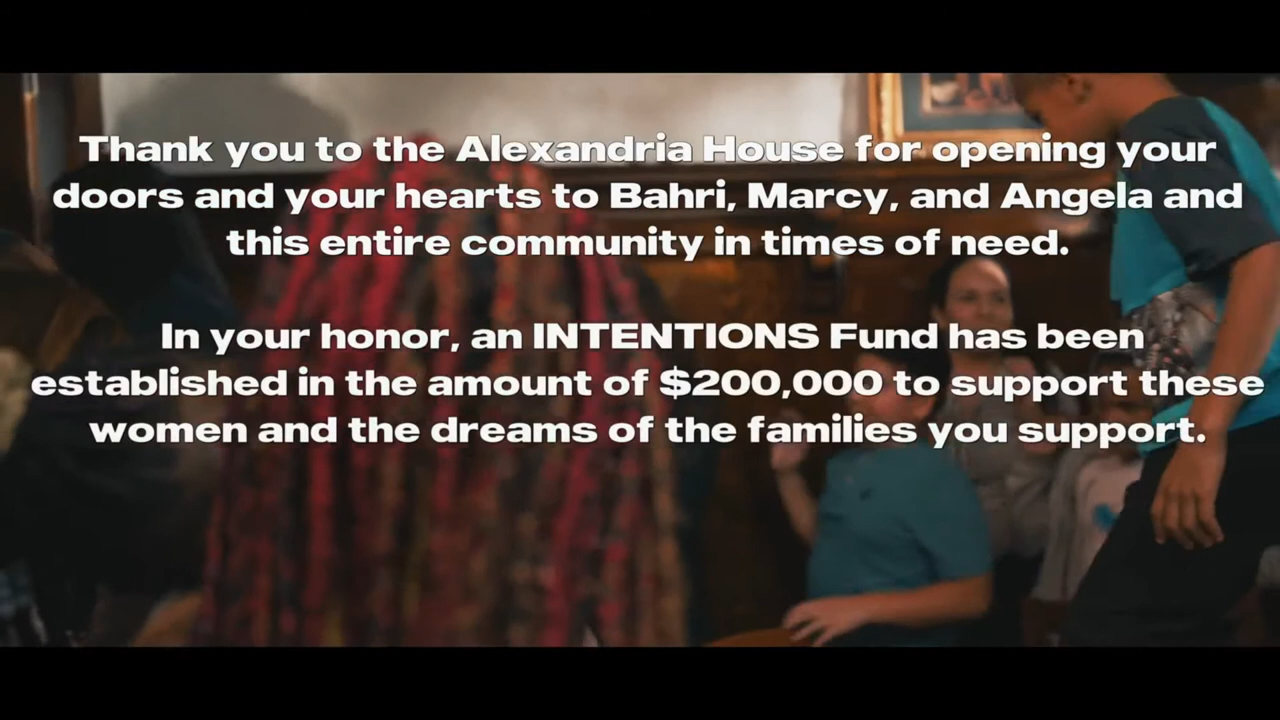 Thank you to the Alexandria House for opening your
doors and your hearts to Bahri, Marcy, and Angela and
this entire community in times of need.
In your honor, an INTENTIONS Fund has been
established in the amount of $200,000 to support these
women and the dreams of the families you support.